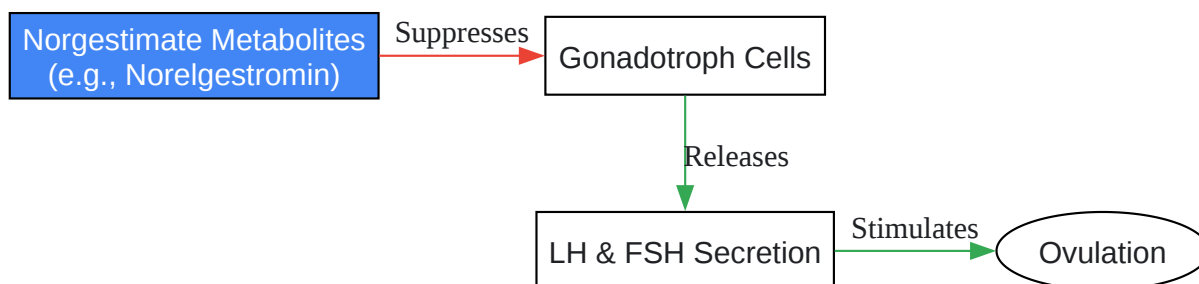 Norgestimate Metabolites
(e.g., Norelgestromin)
Suppresses
Gonadotroph Cells
Releases
LH & FSH Secretion
Stimulates
Ovulation